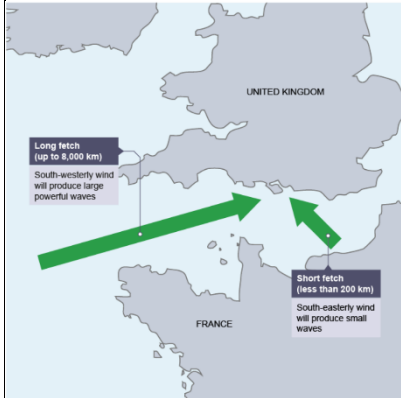 UNITED KINGDOM
Long fetch
(up to 8,000 km)
South-westerly wind
will produce large
powerful waves
Short fetch
(less than 200 km)
South-easterly wind
will produce small
waves
FRANCE